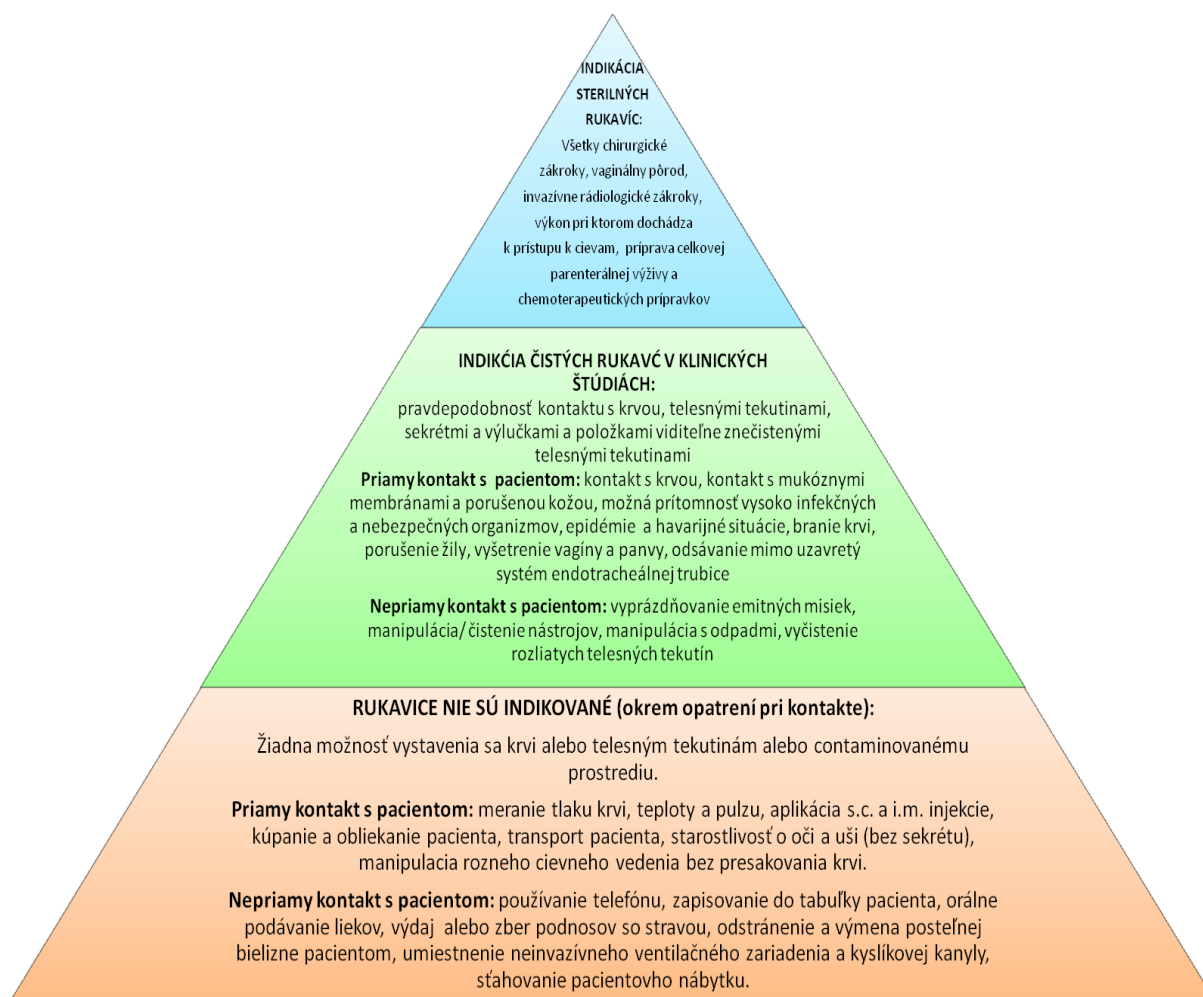 INDIKÁCIA
STERILNÝCH
RUKAVÍC:
Všetky chirurgické
zákroky, vaginálny pôrod,
invazívne rádiologické zákroky,
výkon pri ktorom dochádza
k prístupu k cievam, príprava celkovej
parenterálnej výživy a
chemoterapeutických prípravkov
INDIKĆIA ČISTÝCH RUKAVĆ V KLINICKÝCH
ŠTÚDIÁCH:
pravdepodobnosť kontaktu s krvou, telesnými tekutinami,
sekrétmi a výlučkami a položkami viditeľne znečistenými
telesnými tekutinami
Priamy kontakt s pacientom: kontakt s krvou, kontakt s mukóznymi
membránami a porušenou kožou, možná prítomnosť vysoko infekčných
a nebezpečných organizmov, epidémie a havarijné situácie, branie krvi,
porušenie žily, vyšetrenie vagíny a panvy, odsávanie mimo uzavretý
systém endotracheálnej trubice
Nepriamy kontakt s pacientom: vyprázdňovanie emitných misiek,
manipulácia/ čistenie nástrojov, manipulácia s odpadmi, vyčistenie
rozliatych telesných tekutín
RUKAVICE NIE SÚ INDIKOVANÉ (okrem opatrení pri kontakte):
Žiadna možnosť vystavenia sa krvi alebo telesným tekutinám alebo contaminovanému
prostrediu.
Priamy kontakt s pacientom: meranie tlaku krvi, teploty a pulzu, aplikácia s.c. a i.m. injekcie,
kúpanie a obliekanie pacienta, transport pacienta, starostlivosť o oči a uši (bez sekrétu),
manipulacia rozneho cievneho vedenia bez presakovania krvi.
Nepriamy kontakt s pacientom: používanie telefónu, zapisovanie do tabuľky pacienta, orálne
podávanie liekov, výdaj alebo zber podnosov so stravou, odstránenie a výmena posteľnej
bielizne pacientom, umiestnenie neinvazívneho ventilačného zariadenia a kyslíkovej kanyly,
sťahovanie pacientovho nábytku.